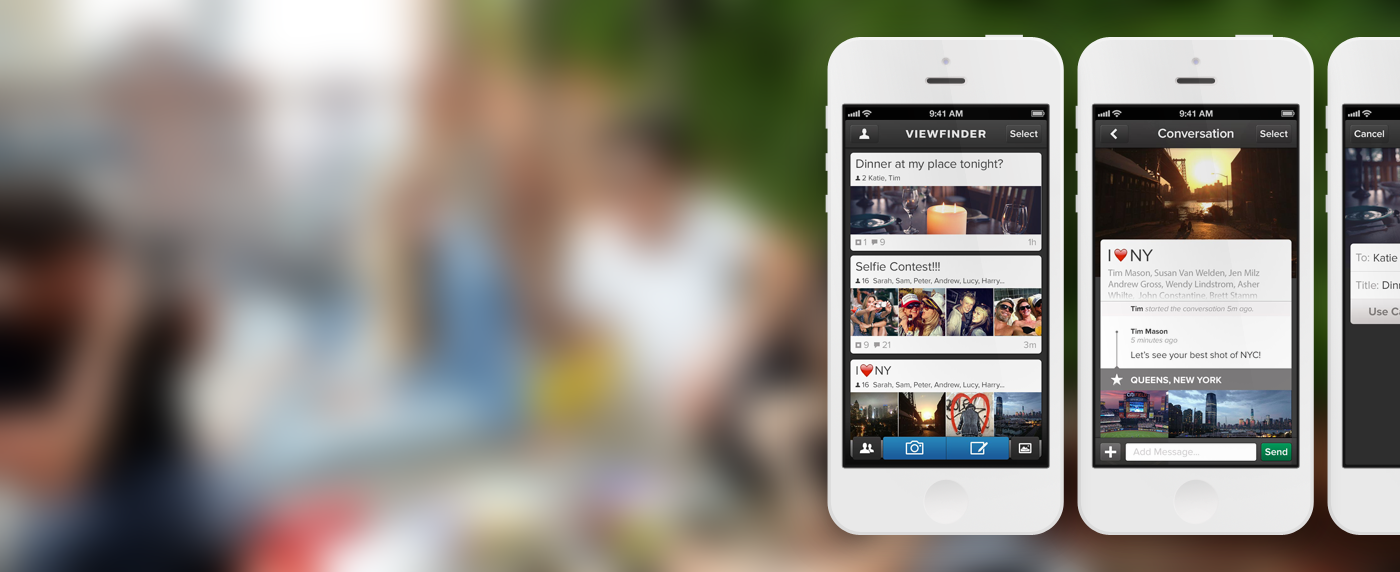 9:41 AM
VIEWFINDER
Select
Dinner at my place tonight?
2 Katie, Tim
1 9
1h
Selfie Contest!!!
16 Sarah, Sam, Peter, Andrew, Lucy, Harry...
9 21
3m
I❤️NY
16 Sarah, Sam, Peter, Andrew, Lucy, Harry...
9:41 AM
Conversation
Select
I❤️NY
Tim Mason, Susan Van Welden, Jen Milz
Andrew Gross, Wendy Lindstrom, Asher
White, John Constantine, Brett Stamm
Tim started the conversation 5m ago.
Tim Mason
5 minutes ago
Let's see your best shot of NYC!
QUEENS, NEW YORK
Add Message...
Send
Cancel
To: Katie
Title: Din
Use Ca